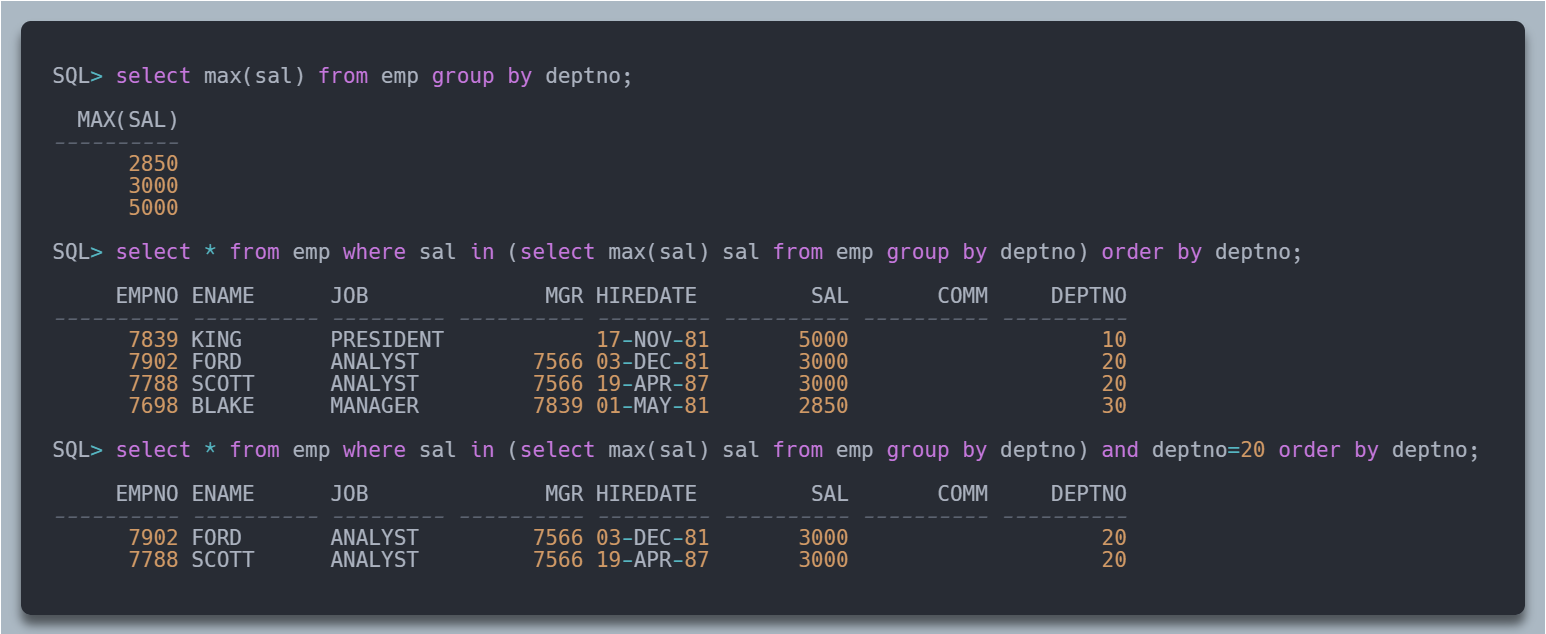 SQL> select max(sal) from emp group by deptno;

  MAX(SAL)
----------
      2850
      3000
      5000

SQL> select * from emp where sal in (select max(sal) sal from emp group by deptno) order by deptno;

     EMPNO ENAME      JOB              MGR HIREDATE         SAL       COMM     DEPTNO
---------- ---------- --------- ---------- --------- ---------- ---------- ----------
      7839 KING       PRESIDENT            17-NOV-81       5000                    10
      7902 FORD       ANALYST         7566 03-DEC-81       3000                    20
      7788 SCOTT      ANALYST         7566 19-APR-87       3000                    20
      7698 BLAKE      MANAGER         7839 01-MAY-81       2850                    30

SQL> select * from emp where sal in (select max(sal) sal from emp group by deptno) and deptno=20 order by deptno;

     EMPNO ENAME      JOB              MGR HIREDATE         SAL       COMM     DEPTNO
---------- ---------- --------- ---------- --------- ---------- ---------- ----------
      7902 FORD       ANALYST         7566 03-DEC-81       3000                    20
      7788 SCOTT      ANALYST         7566 19-APR-87       3000                    20